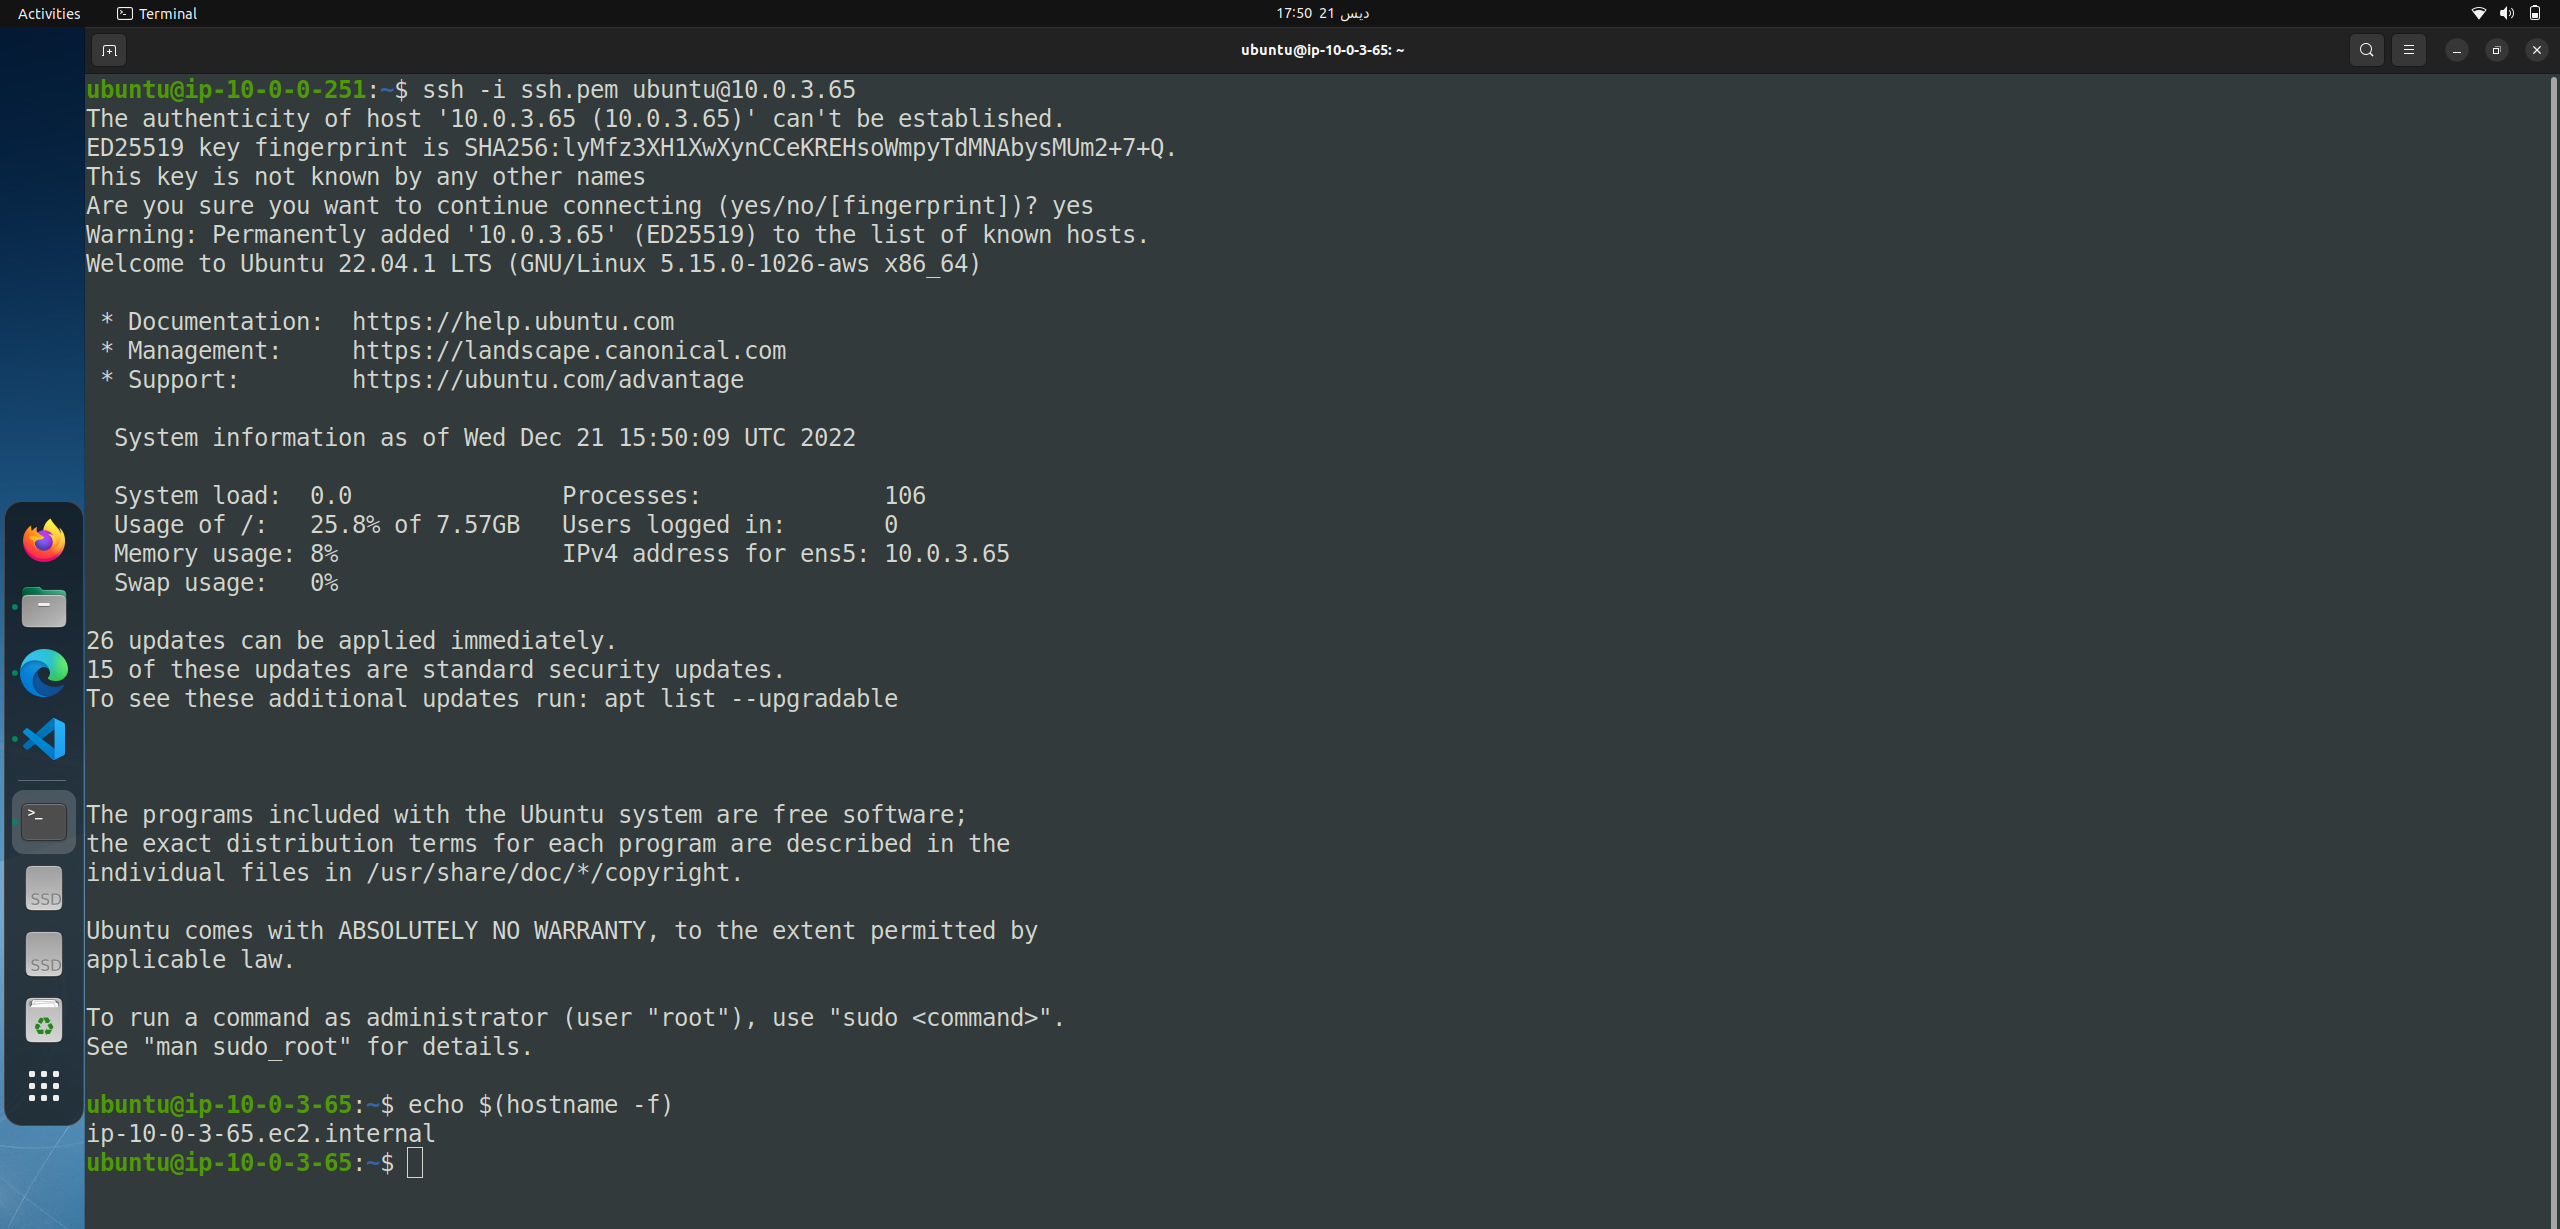 Activities
Terminal
17:50 21 ديس
ubuntu@ip-10-0-3-65: ~
ubuntu@ip-10-0-0-251:~$ ssh -i ssh.pem ubuntu@10.0.3.65
The authenticity of host '10.0.3.65 (10.0.3.65)' can't be established.
ED25519 key fingerprint is SHA256:lyMfz3XH1XwXynCCeKREHsoWmpyTdMNAbysMUm2+7+Q.
This key is not known by any other names
Are you sure you want to continue connecting (yes/no/[fingerprint])? yes
Warning: Permanently added '10.0.3.65' (ED25519) to the list of known hosts.
Welcome to Ubuntu 22.04.1 LTS (GNU/Linux 5.15.0-1026-aws x86_64)
* Documentation:  https://help.ubuntu.com
* Management:     https://landscape.canonical.com
* Support:        https://ubuntu.com/advantage
System information as of Wed Dec 21 15:50:09 UTC 2022
System load:  0.0               Processes:             106
Usage of /:   25.8% of 7.57GB   Users logged in:       0
Memory usage: 8%                IPv4 address for ens5: 10.0.3.65
Swap usage:   0%
26 updates can be applied immediately.
15 of these updates are standard security updates.
To see these additional updates run: apt list --upgradable
The programs included with the Ubuntu system are free software;
the exact distribution terms for each program are described in the
individual files in /usr/share/doc/*/copyright.
Ubuntu comes with ABSOLUTELY NO WARRANTY, to the extent permitted by
applicable law.
To run a command as administrator (user "root"), use "sudo <command>".
See "man sudo_root" for details.
ubuntu@ip-10-0-3-65:~$ echo $(hostname -f)
ip-10-0-3-65.ec2.internal
ubuntu@ip-10-0-3-65:~$
>_
SSD
SSD